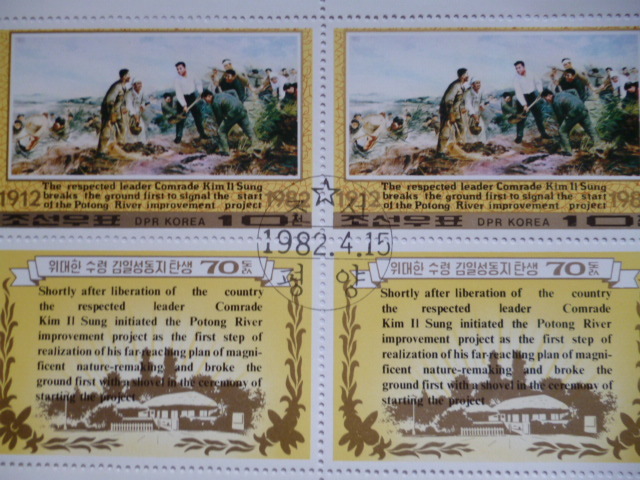 The respected leader Comrade Kim Il Sung
breaks the ground first to signal the start
of the Potong River improvement project
1912 1982
조선우표 DPR KOREA 10
The respected leader Comrade Kim Il Sung
breaks the ground first to signal the start
of the Potong River improvement project
1912 1982
조선우표 DPR KOREA 10
1982.4.15
평양
위대한 수령 김일성동지 탄생 70돐
Shortly after liberation of the country
the respected leader Comrade
Kim Il Sung initiated the Potong River
improvement project as the first step of
realization of his far-reaching plan of magni-
ficent nature-remaking and broke the
ground first with a shovel in the ceremony of
starting the project
위대한 수령 김일성동지 탄생 70돐
Shortly after liberation of the country
the respected leader Comrade
Kim Il Sung initiated the Potong River
improvement project as the first step of
realization of his far-reaching plan of magni-
ficent nature-remaking and broke the
ground first with a shovel in the ceremony of
starting the project